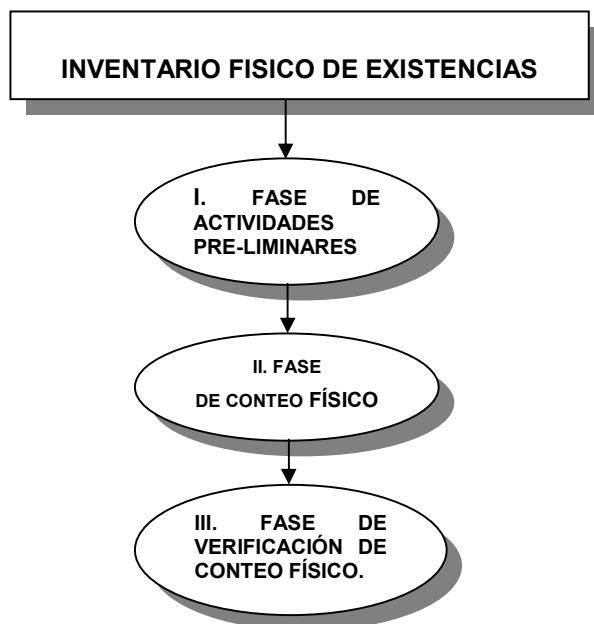 INVENTARIO FISICO DE EXISTENCIAS
I. FASE DE
ACTIVIDADES
PRE-LIMINARES
II. FASE
DE CONTEO FÍSICO
III. FASE DE
VERIFICACIÓN DE
CONTEO FÍSICO.